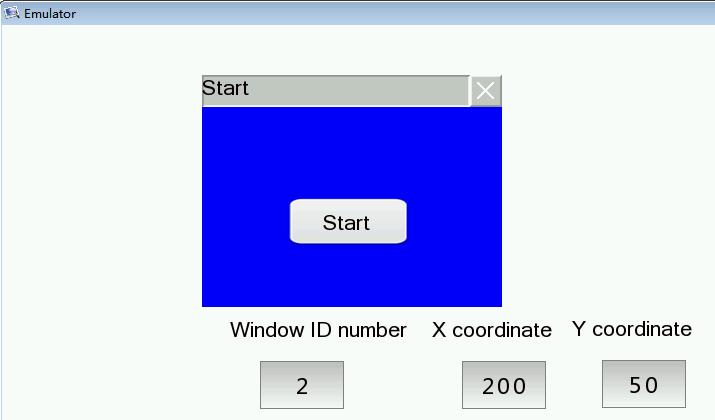 Emulator
Start
Start
Window ID number X coordinate Y coordinate
2 200 50